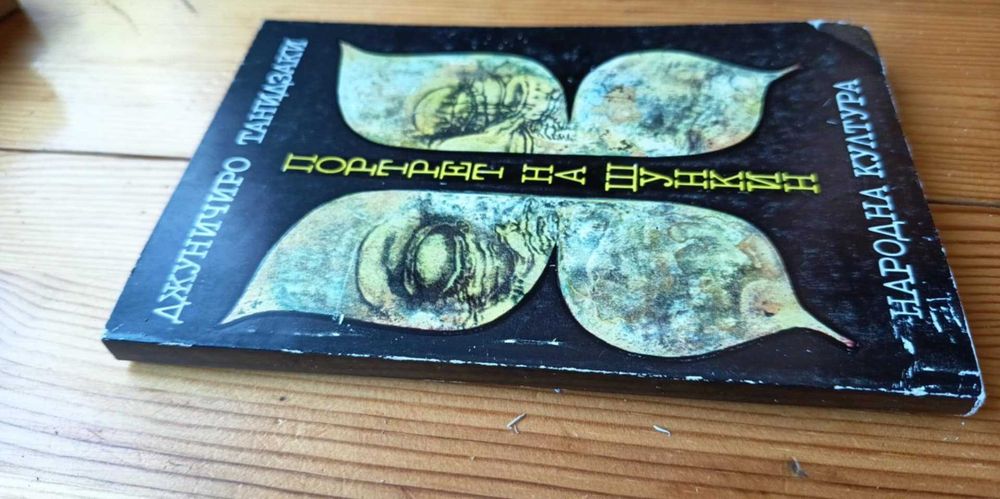 ДЖУНИЧИРО ТАНИДЗАКИ
ПОРТРЕТ НА ШУНКИН
НАРОДНА КУЛТУРА